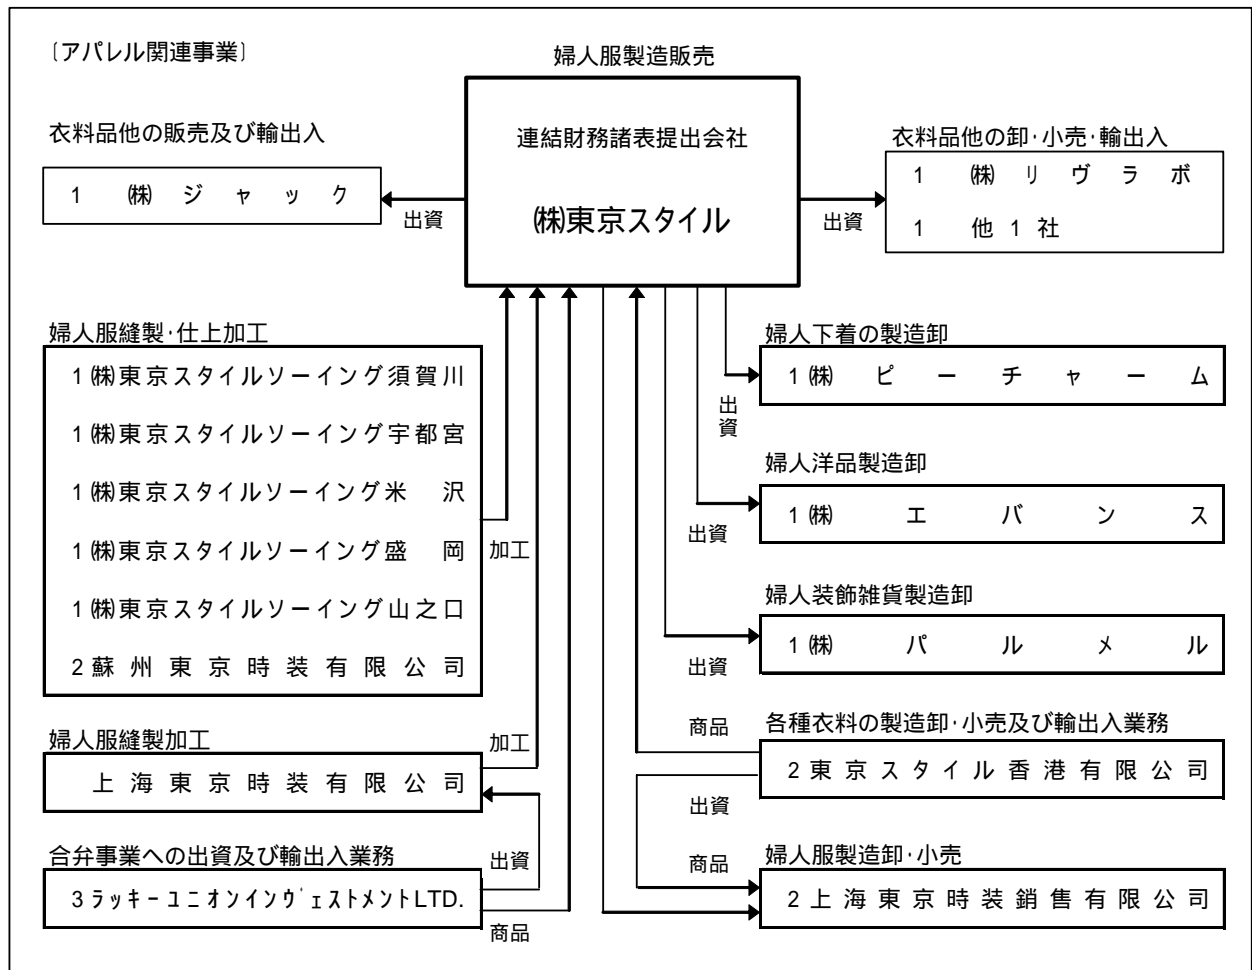 〔アパレル関連事業〕
婦人服製造販売
連結財務諸表提出会社
㈱東京スタイル
衣料品他の販売及び輸出入
1 ㈱ジャック
出資
衣料品他の卸・小売・輸出入
1 ㈱リヴラボ
1 他1社
出資
婦人服縫製・仕上加工
1㈱東京スタイルソーイング須賀川
1㈱東京スタイルソーイング宇都宮
1㈱東京スタイルソーイング米沢
1㈱東京スタイルソーイング盛岡
1㈱東京スタイルソーイング山之口
2蘇州東京時装有限公司
加工
婦人服縫製加工
上海東京時装有限公司
加工
合弁事業への出資及び輸出入業務
3ラッキーユニオンインヴェストメントLTD.
出資
商品
婦人下着の製造卸
1㈱ピーチャーム
出資
婦人洋品製造卸
1㈱エバンス
出資
婦人装飾雑貨製造卸
1㈱パルメル
出資
各種衣料の製造卸・小売及び輸出入業務
2東京スタイル香港有限公司
商品
出資
婦人服製造卸・小売
2上海東京時装銷售有限公司
商品